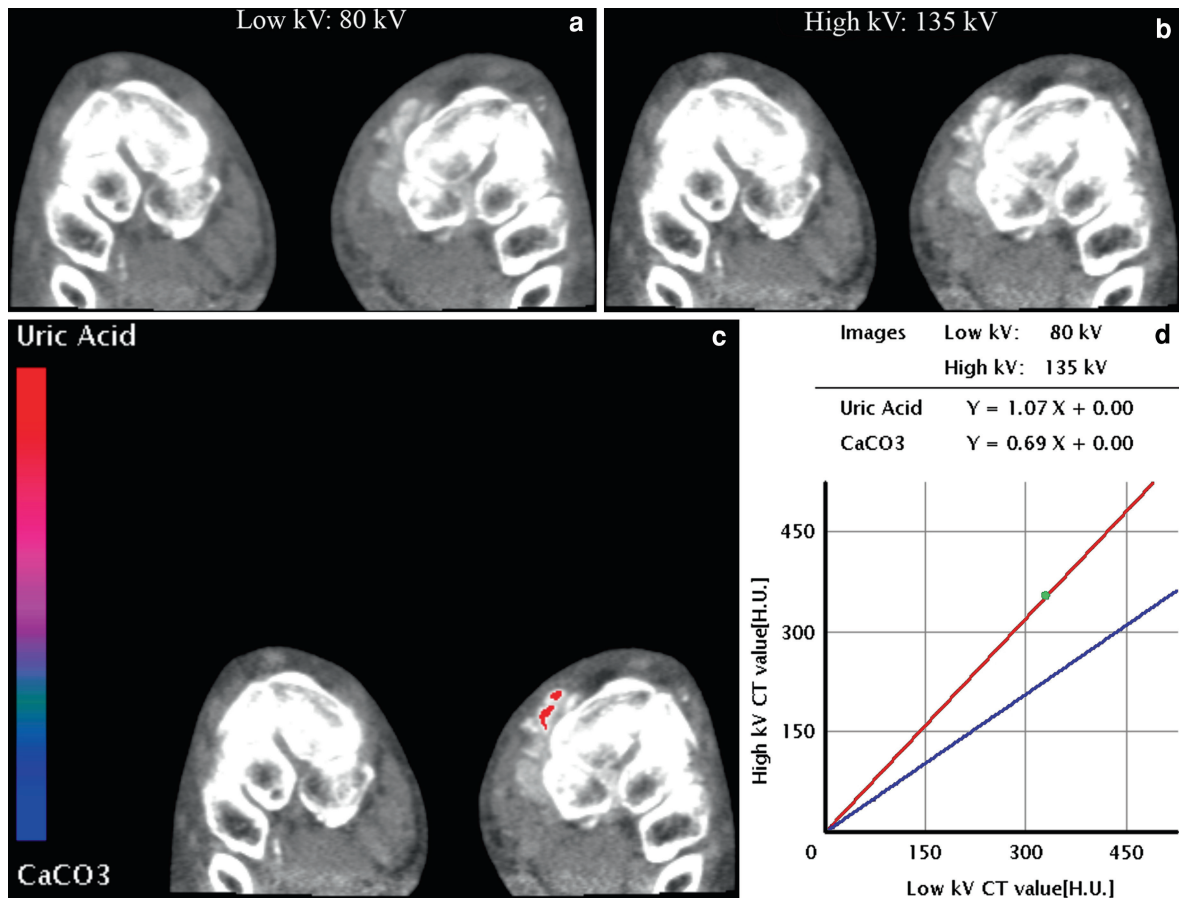 Low kV: 80 kV
a
High kV: 135 kV
b
Uric Acid
c
CaCO3
Images Low kV: 80 kV
d
High kV: 135 kV
Uric Acid Y = 1.07 X + 0.00
CaCO3 Y = 0.69 X + 0.00
High kV CT value[H.U.]
450
300
150
0 150 300 450
Low kV CT value[H.U.]